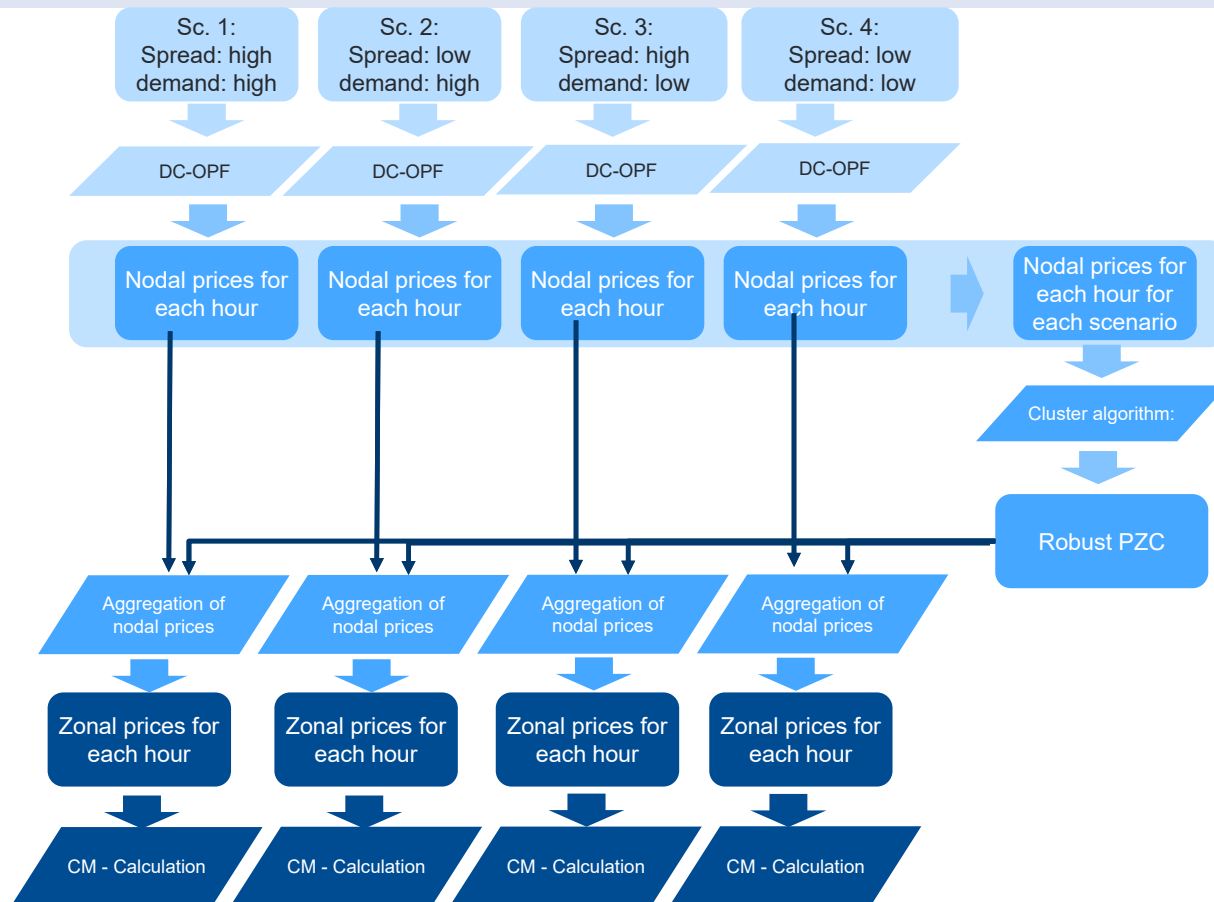 Sc. 1:
Spread: high
demand: high
Sc. 2:
Spread: low
demand: high
Sc. 3:
Spread: high
demand: low
Sc. 4:
Spread: low
demand: low
DC-OPF
DC-OPF
DC-OPF
DC-OPF
Nodal prices for
each hour
Nodal prices for
each hour
Nodal prices for
each hour
Nodal prices for
each hour
Nodal prices for
each hour for
each scenario
Cluster algorithm:
Robust PZC
Aggregation of
nodal prices
Aggregation of
nodal prices
Aggregation of
nodal prices
Aggregation of
nodal prices
Zonal prices for
each hour
Zonal prices for
each hour
Zonal prices for
each hour
Zonal prices for
each hour
CM - Calculation
CM - Calculation
CM - Calculation
CM - Calculation